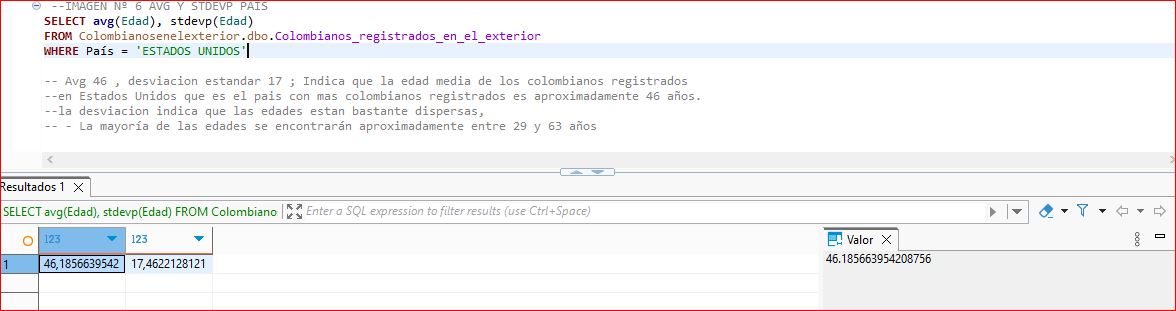 --IMAGEN Nº 6 AVG Y STDEVP PAIS
SELECT avg(Edad), stdevp(Edad)
FROM Colombianosenelexterior.dbo.Colombianos_registrados_en_el_exterior
WHERE País = 'ESTADOS UNIDOS'
-- Avg 46 , desviacion estandar 17 ; Indica que la edad media de los colombianos registrados
--en Estados Unidos que es el pais con mas colombianos registrados es aproximadamente 46 años.
--la desviacion indica que las edades estan bastante dispersas,
-- - La mayoría de las edades se encontrarán aproximadamente entre 29 y 63 años
Resultados 1
SELECT avg(Edad), stdevp(Edad) FROM Colombiano
Enter a SQL expression to filter results (use Ctrl+Space)
123 123
Valor
1 46,1856639542 17,4622128121
46.185663954208756